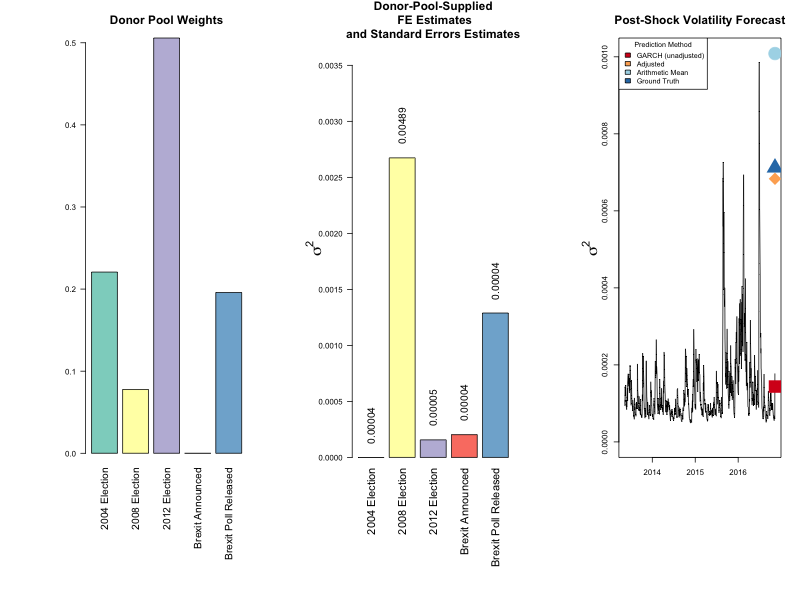 Donor Pool Weights
0.5
0.4
0.3
0.2
0.1
0.0
2004 Election
2008 Election
2012 Election
Brexit Announced
Brexit Poll Released
Donor-Pool-Supplied
FE Estimates
and Standard Errors Estimates
σ²
0.0035
0.0030
0.0025
0.0020
0.0015
0.0010
0.0005
0.0000
0.00004
0.00489
0.00005
0.00004
0.00004
2004 Election
2008 Election
2012 Election
Brexit Announced
Brexit Poll Released
Post-Shock Volatility Forecast
Prediction Method
GARCH (unadjusted)
Adjusted
Arithmetic Mean
Ground Truth
σ²
0.0010
0.0008
0.0006
0.0004
0.0002
0.0000
2014
2015
2016